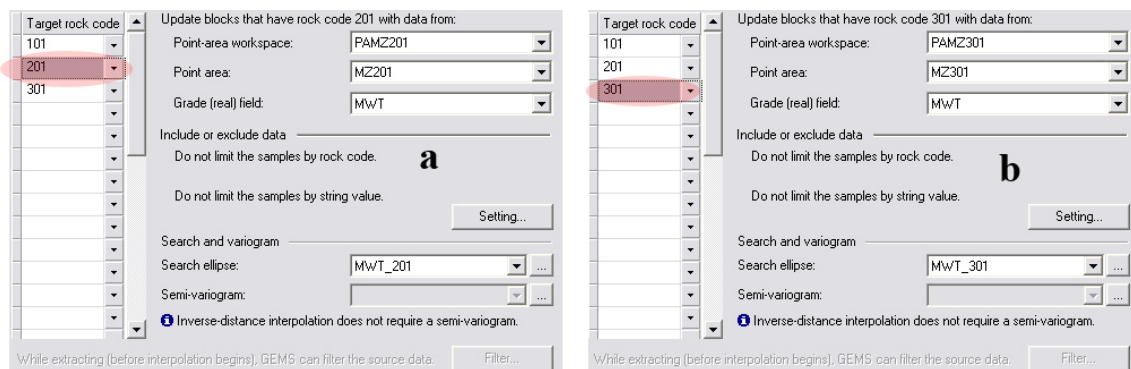 Target rock code
101
201
301
Update blocks that have rock code 201 with data from:
Point-area workspace: PAMZ201
Point area: MZ201
Grade (real) field: MWT
Include or exclude data
Do not limit the samples by rock code.
a
Do not limit the samples by string value.
Setting...
Search and variogram
Search ellipse: MWT_201 ...
Semi-variogram: ...
Inverse-distance interpolation does not require a semi-variogram.
While extracting (before interpolation begins), GEMS can filter the source data. Filter...
Target rock code
101
201
301
Update blocks that have rock code 301 with data from:
Point-area workspace: PAMZ301
Point area: MZ301
Grade (real) field: MWT
Include or exclude data
Do not limit the samples by rock code.
b
Do not limit the samples by string value.
Setting...
Search and variogram
Search ellipse: MWT_301 ...
Semi-variogram: ...
Inverse-distance interpolation does not require a semi-variogram.
While extracting (before interpolation begins), GEMS can filter the source data. Filter...